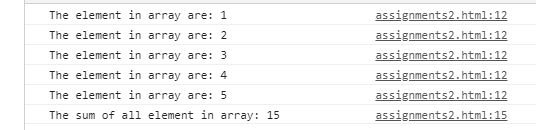 The element in array are: 1 assignments2.html:12
The element in array are: 2 assignments2.html:12
The element in array are: 3 assignments2.html:12
The element in array are: 4 assignments2.html:12
The element in array are: 5 assignments2.html:12
The sum of all element in array: 15 assignments2.html:15